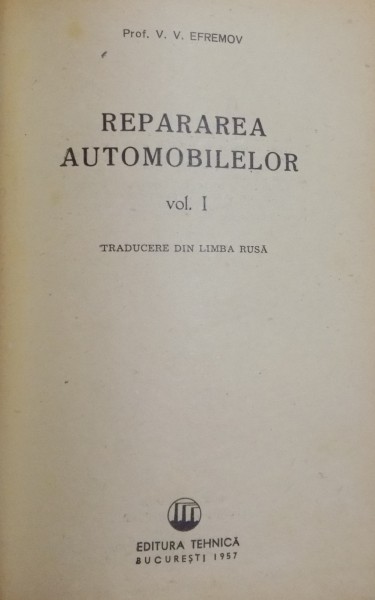 Prof. V. V. EFREMOV
REPARAREA
AUTOMOBILELOR
vol. I
TRADUCERE DIN LIMBA RUSĂ
EDITURA TEHNICĂ
BUCUREȘTI 1957